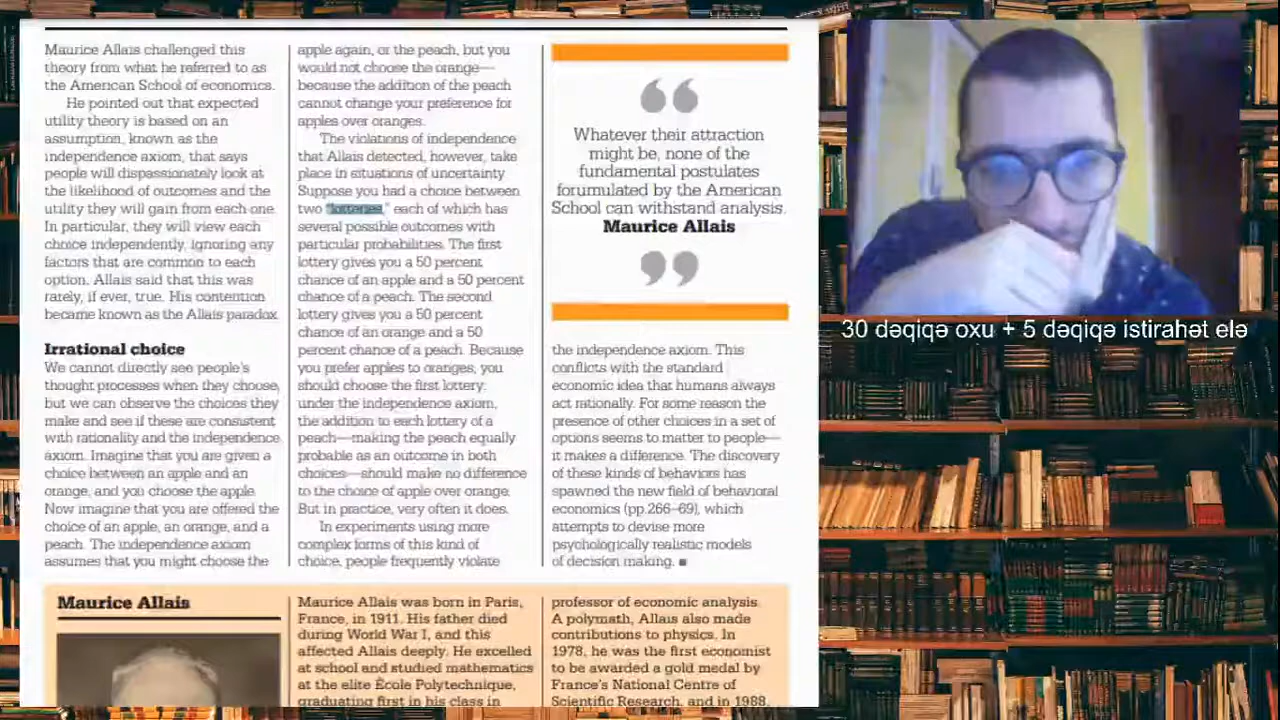 Maurice Allais challenged this
theory from what he referred to as
the American School of economics.
He pointed out that expected
utility theory is based on an
assumption, known as the
independence axiom, that says
people will dispassionately look at
the likelihood of outcomes and the
utility they will gain from each one.
In particular, they will view each
choice independently, ignoring any
factors that are common to each
option. Allais said that this was
rarely, if ever, true. His contention
became known as the Allais paradox.
Irrational choice
We cannot directly see people's
thought processes when they choose,
but we can observe the choices they
make and see if these are consistent
with rationality and the independence
axiom. Imagine that you are given a
choice between an apple and an
orange, and you choose the apple.
Now imagine that you are offered the
choice of an apple, an orange, and a
peach. The independence axiom
assumes that you might choose the
apple again, or the peach, but you
would not choose the orange—
because the addition of the peach
cannot change your preference for
apples over oranges.
The violations of independence
that Allais detected, however, take
place in situations of uncertainty.
Suppose you had a choice between
two "lotteries," each of which has
several possible outcomes with
particular probabilities. The first
lottery gives you a 50 percent
chance of an apple and a 50 percent
chance of a peach. The second
lottery gives you a 50 percent
chance of an orange and a 50
percent chance of a peach. Because
you prefer apples to oranges, you
should choose the first lottery:
under the independence axiom,
the addition to each lottery of a
peach—making the peach equally
probable as an outcome in both
choices—should make no difference
to the choice of apple over orange.
But in practice, very often it does.
In experiments using more
complex forms of this kind of
choice, people frequently violate
“
Whatever their attraction
might be, none of the
fundamental postulates
forumulated by the American
School can withstand analysis.
Maurice Allais
”
the independence axiom. This
conflicts with the standard
economic idea that humans always
act rationally. For some reason the
presence of other choices in a set of
options seems to matter to people—
it makes a difference. The discovery
of these kinds of behaviors has
spawned the new field of behavioral
economics (pp.266–69), which
attempts to devise more
psychologically realistic models
of decision making. ■
Maurice Allais
Maurice Allais was born in Paris,
France, in 1911. His father died
during World War I, and this
affected Allais deeply. He excelled
at school and studied mathematics
at the elite École Polytechnique,
graduating first in his class in
professor of economic analysis.
A polymath, Allais also made
contributions to physics. In
1978, he was the first economist
to be awarded a gold medal by
France's National Centre of
Scientific Research, and in 1988,
30 dəqiqə oxu + 5 dəqiqə istirahət elə